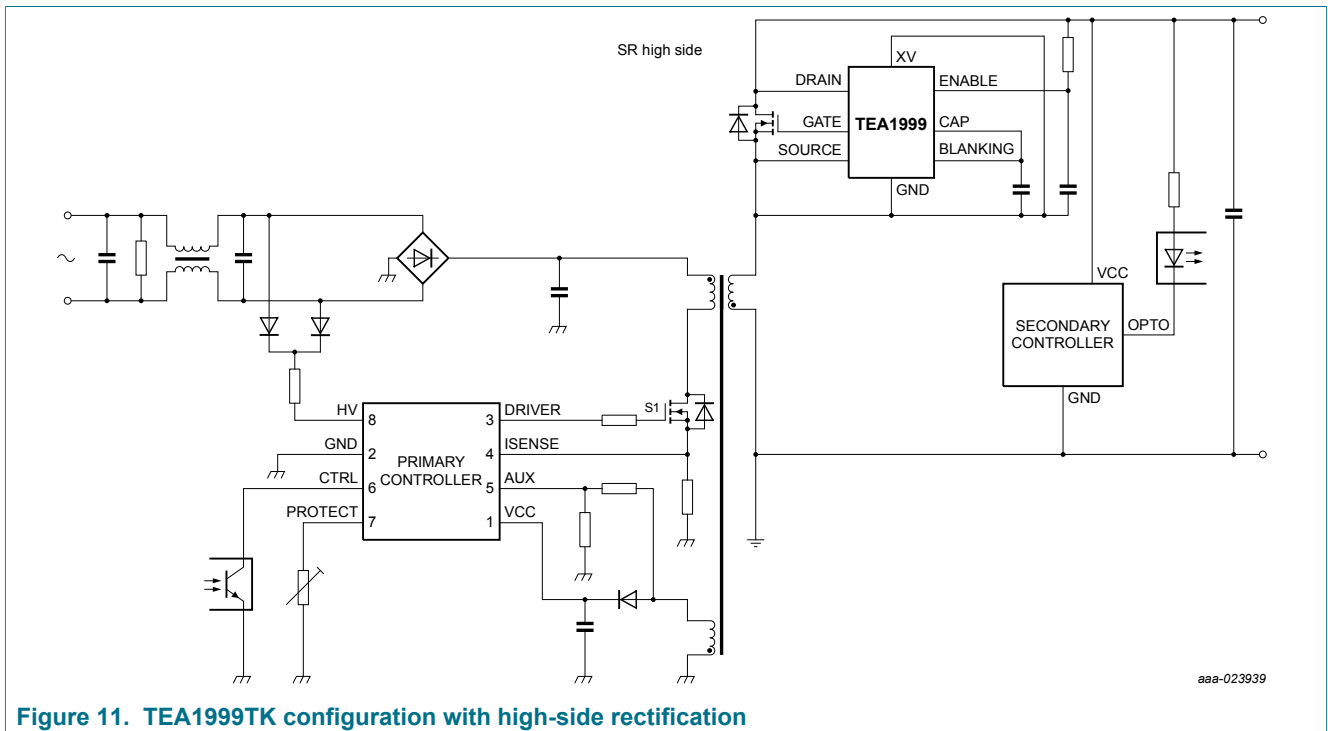 SR high side
XV
DRAIN
ENABLE
GATE
TEA1999
CAP
SOURCE
BLANKING
GND
VCC
SECONDARY
CONTROLLER
OPTO
GND
HV
8
3
DRIVER
S1
GND
2
4
ISENSE
PRIMARY
CONTROLLER
CTRL
6
5
AUX
PROTECT
7
1
VCC
aaa-023939
Figure 11. TEA1999TK configuration with high-side rectification